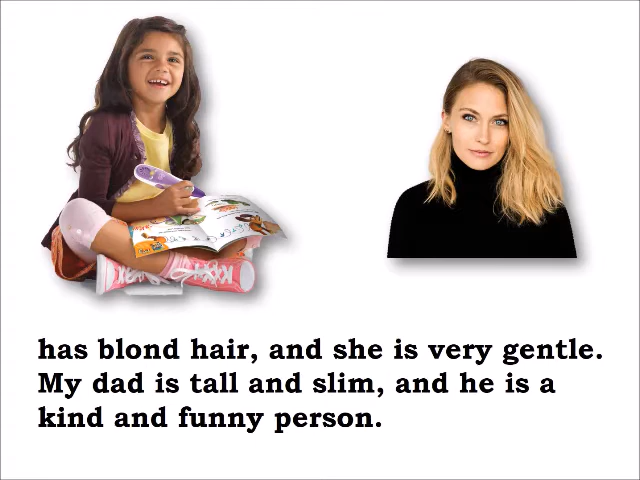 has blond hair, and she is very gentle.
My dad is tall and slim, and he is a
kind and funny person.